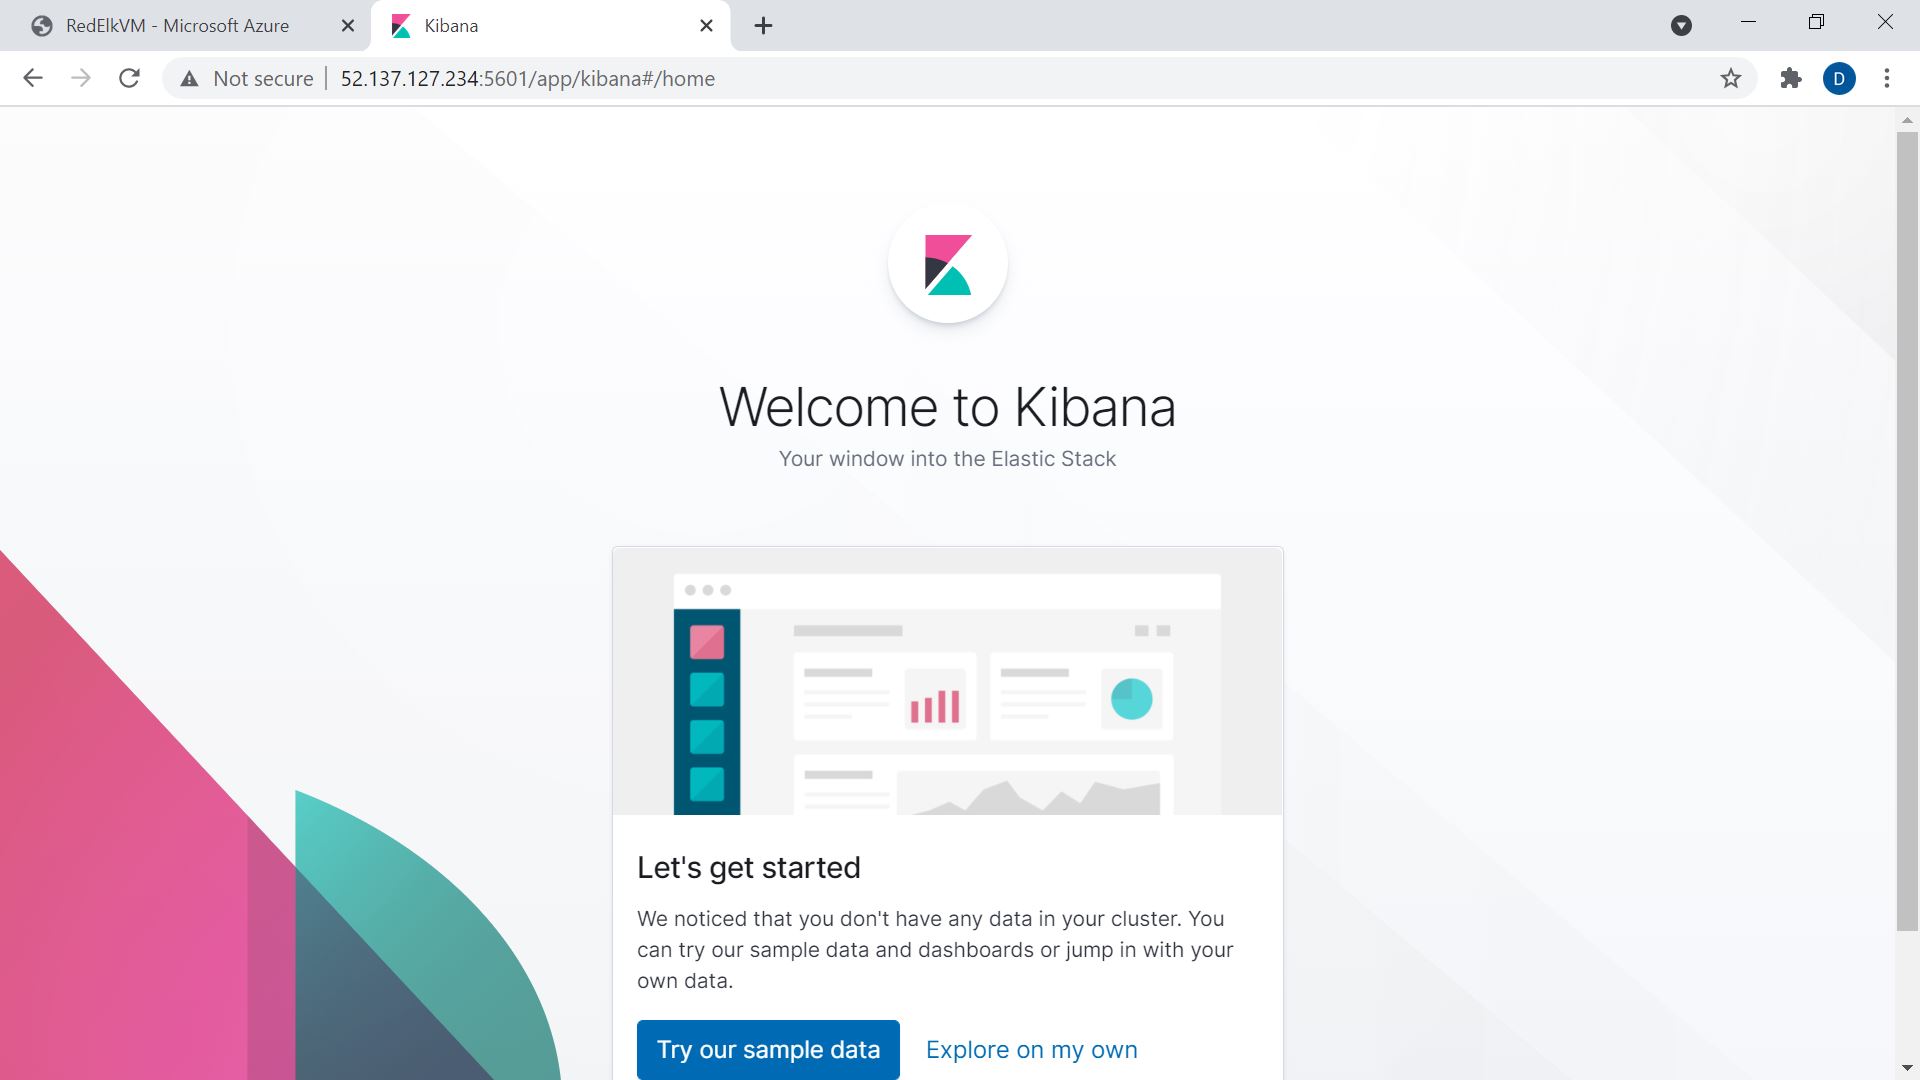 RedElkVM - Microsoft Azure
Kibana
Not secure
52.137.127.234:5601/app/kibana#/home
D
Welcome to Kibana
Your window into the Elastic Stack
Let's get started
We noticed that you don't have any data in your cluster. You
can try our sample data and dashboards or jump in with your
own data.
Try our sample data
Explore on my own